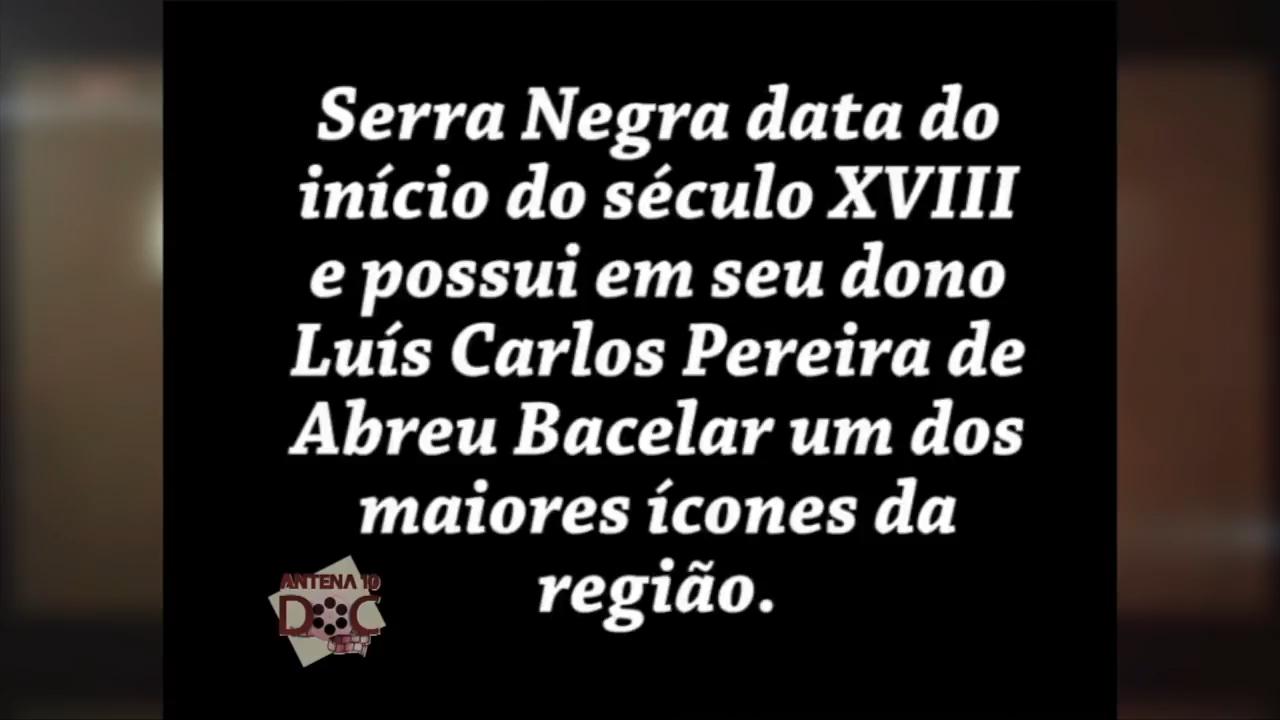 Serra Negra data do
início do século XVIII
e possui em seu dono
Luís Carlos Pereira de
Abreu Bacelar um dos
maiores ícones da
região.
ANTENA 10
DOC